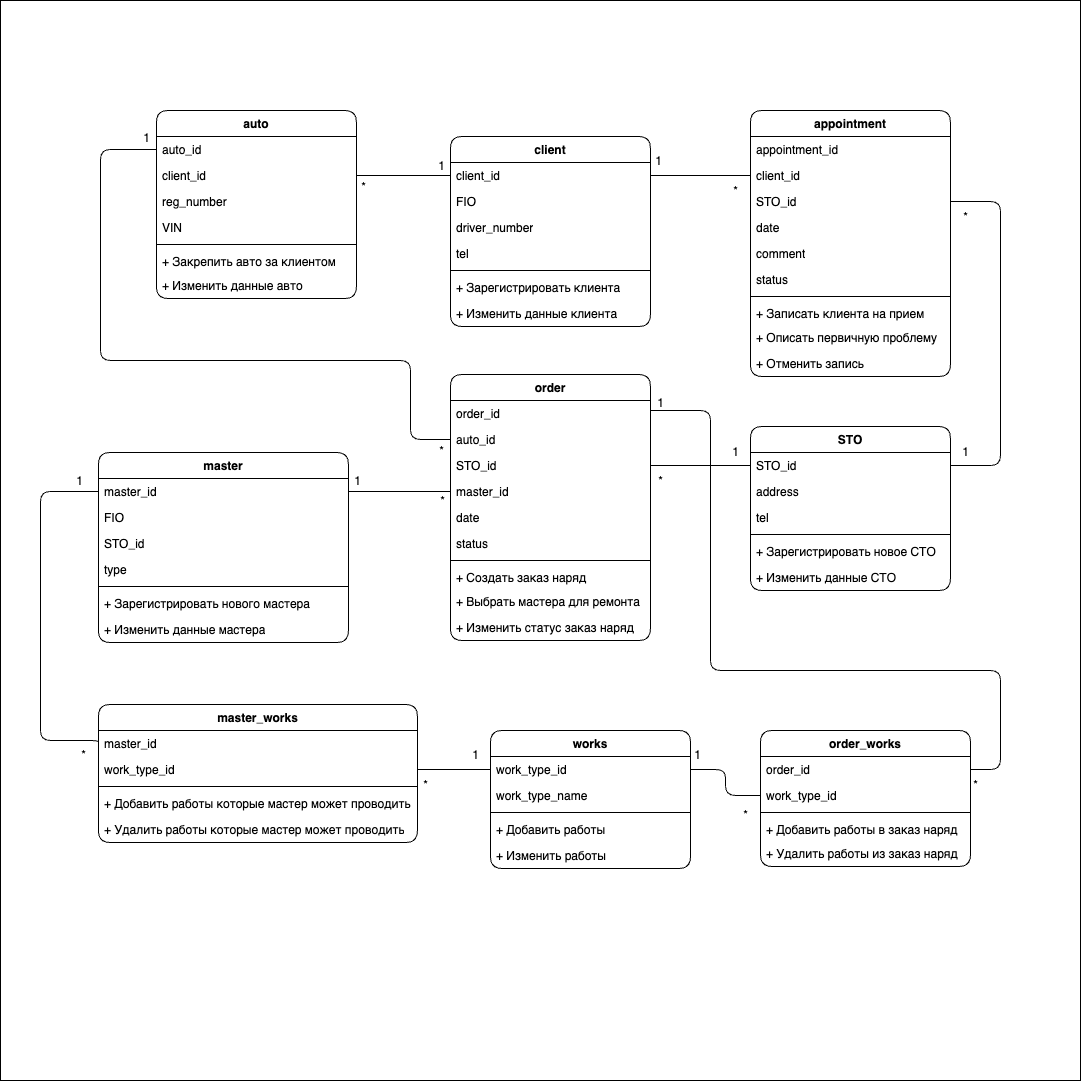 auto
1
auto_id
client_id
reg_number
VIN
+ Закрепить авто за клиентом
+ Изменить данные авто
*
1
client
client_id
FIO
driver_number
tel
+ Зарегистрировать клиента
+ Изменить данные клиента
1
*
appointment
appointment_id
client_id
STO_id
date
comment
status
+ Записать клиента на прием
+ Описать первичную проблему
+ Отменить запись
*
order
order_id
auto_id
STO_id
master_id
date
status
+ Создать заказ наряд
+ Выбрать мастера для ремонта
+ Изменить статус заказ наряд
1
*
*
*
1
STO
STO_id
address
tel
+ Зарегистрировать новое СТО
+ Изменить данные СТО
1
master
1
master_id
FIO
STO_id
type
+ Зарегистрировать нового мастера
+ Изменить данные мастера
1
master_works
master_id
work_type_id
+ Добавить работы которые мастер может проводить
+ Удалить работы которые мастер может проводить
*
*
1
works
work_type_id
work_type_name
+ Добавить работы
+ Изменить работы
1
*
order_works
order_id
work_type_id
+ Добавить работы в заказ наряд
+ Удалить работы из заказ наряд
*